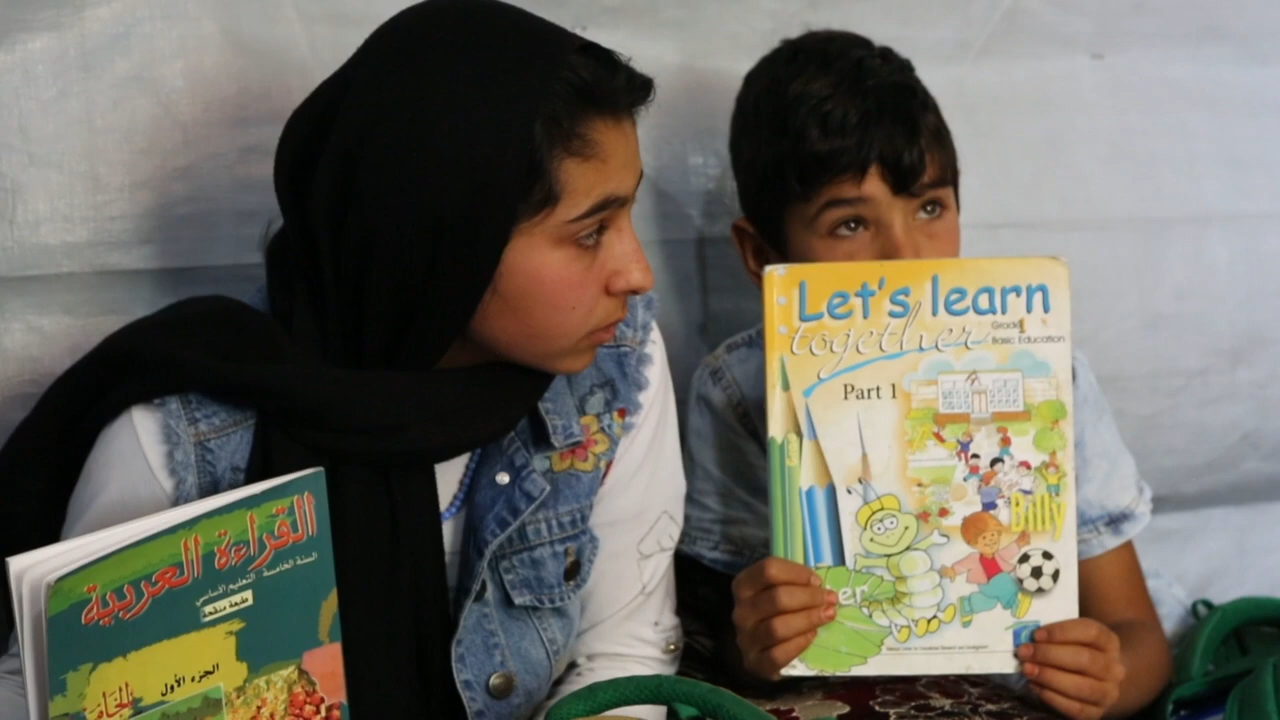 القراءة العربية
السنة الخامسة - التعليم الأساسي
طبعة منقحة
الجزء الأول
Let's learn
together
Grade 1
Basic Education
Part 1
Billy